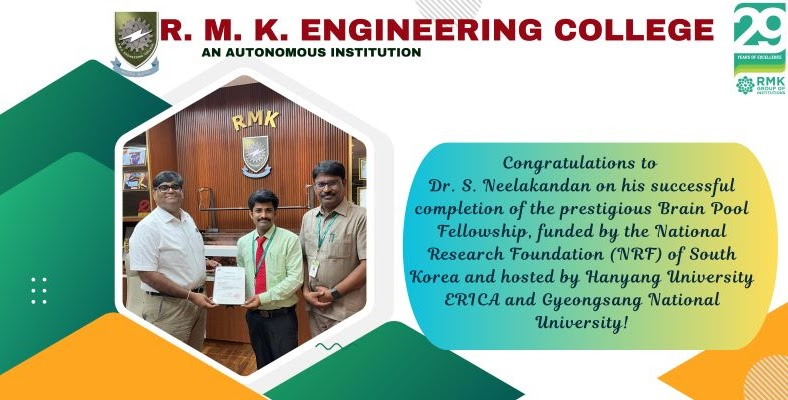 R. M. K. ENGINEERING COLLEGE
AN AUTONOMOUS INSTITUTION
29
YEARS OF EXCELLENCE
RMK
GROUP OF
INSTITUTIONS
RMK
Congratulations to
Dr. S. Neelakandan on his successful
completion of the prestigious Brain Pool
Fellowship, funded by the National
Research Foundation (NRF) of South
Korea and hosted by Hanyang University
ERICA and Gyeongsang National
University!